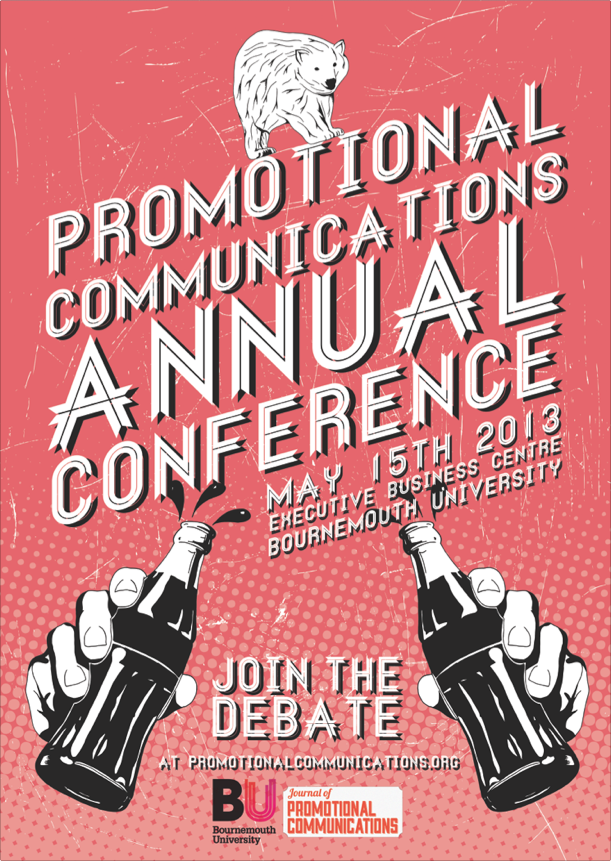 PROMOTIONAL
COMMUNICATIONS
ANNUAL
CONFERENCE
MAY 15TH 2013
EXECUTIVE BUSINESS CENTRE
BOURNEMOUTH UNIVERSITY
JOIN THE
DEBATE
AT PROMOTIONALCOMMUNICATIONS.ORG
BU
Bournemouth
University
Journal of
PROMOTIONAL
COMMUNICATIONS